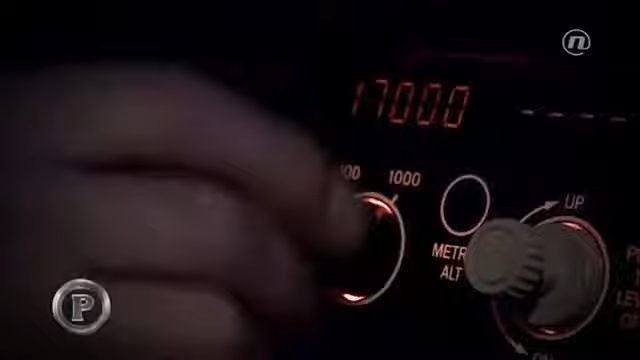 n
17000
-----
100 1000
UP
METR
ALT
P